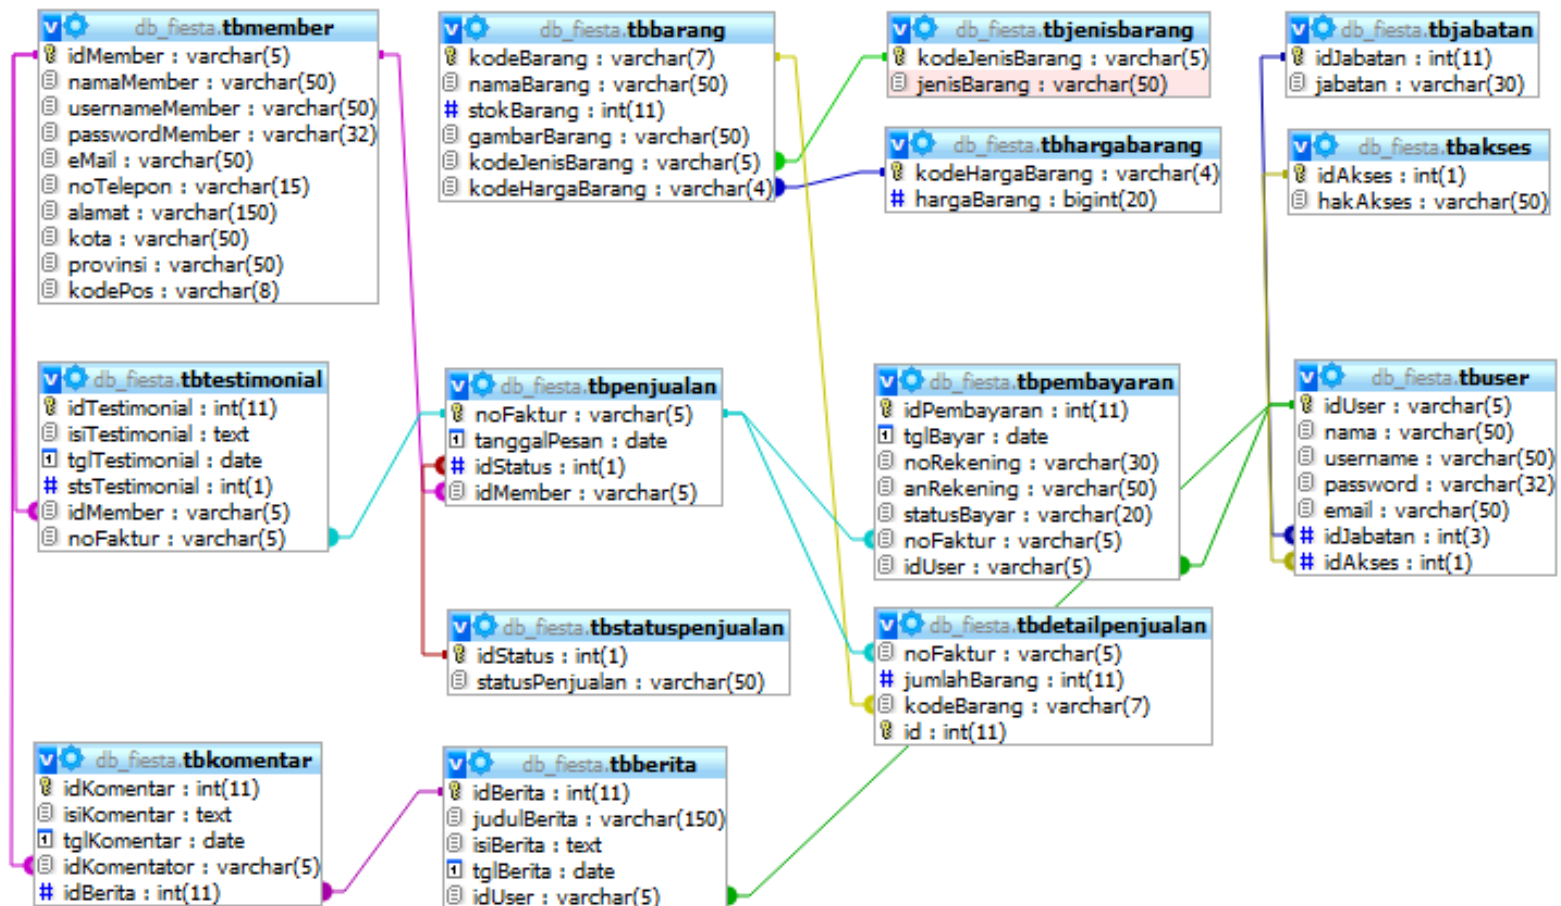 db_fiesta.tbmember
idMember : varchar(5)
namaMember : varchar(50)
usernameMember : varchar(50)
passwordMember : varchar(32)
eMail : varchar(50)
noTelepon : varchar(15)
alamat : varchar(150)
kota : varchar(50)
provinsi : varchar(50)
kodePos : varchar(8)
db_fiesta.tbbarang
kodeBarang : varchar(7)
namaBarang : varchar(50)
# stokBarang : int(11)
gambarBarang : varchar(50)
kodeJenisBarang : varchar(5)
kodeHargaBarang : varchar(4)
db_fiesta.tbjenisbarang
kodeJenisBarang : varchar(5)
jenisBarang : varchar(50)
db_fiesta.tbhargabarang
kodeHargaBarang : varchar(4)
# hargaBarang : bigint(20)
db_fiesta.tbjabatan
idJabatan : int(11)
jabatan : varchar(30)
db_fiesta.tbakses
idAkses : int(1)
hakAkses : varchar(50)
db_fiesta.tbtestimonial
idTestimonial : int(11)
isiTestimonial : text
tglTestimonial : date
# stsTestimonial : int(1)
idMember : varchar(5)
noFaktur : varchar(5)
db_fiesta.tbpenjualan
noFaktur : varchar(5)
tanggalPesan : date
# idStatus : int(1)
idMember : varchar(5)
db_fiesta.tbpembayaran
idPembayaran : int(11)
tglBayar : date
noRekening : varchar(30)
anRekening : varchar(50)
statusBayar : varchar(20)
noFaktur : varchar(5)
idUser : varchar(5)
db_fiesta.tbuser
idUser : varchar(5)
nama : varchar(50)
username : varchar(50)
password : varchar(32)
email : varchar(50)
# idJabatan : int(3)
# idAkses : int(1)
db_fiesta.tbstatuspenjualan
idStatus : int(1)
statusPenjualan : varchar(50)
db_fiesta.tbdetailpenjualan
noFaktur : varchar(5)
# jumlahBarang : int(11)
kodeBarang : varchar(7)
id : int(11)
db_fiesta.tbkomentar
idKomentar : int(11)
isiKomentar : text
tglKomentar : date
idKomentator : varchar(5)
# idBerita : int(11)
db_fiesta.tbberita
idBerita : int(11)
judulBerita : varchar(150)
isiBerita : text
tglBerita : date
idUser : varchar(5)